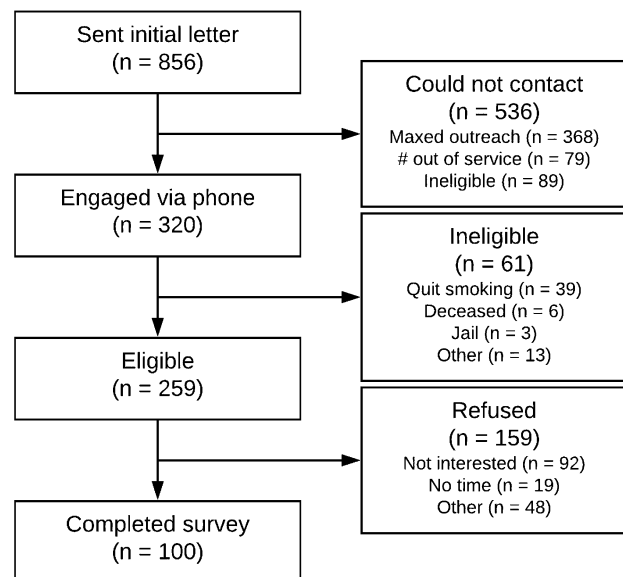 Sent initial letter
(n = 856)
Could not contact
(n = 536)
Maxed outreach (n = 368)
# out of service (n = 79)
Ineligible (n = 89)
Engaged via phone
(n = 320)
Ineligible
(n = 61)
Quit smoking (n = 39)
Deceased (n = 6)
Jail (n = 3)
Other (n = 13)
Eligible
(n = 259)
Refused
(n = 159)
Not interested (n = 92)
No time (n = 19)
Other (n = 48)
Completed survey
(n = 100)